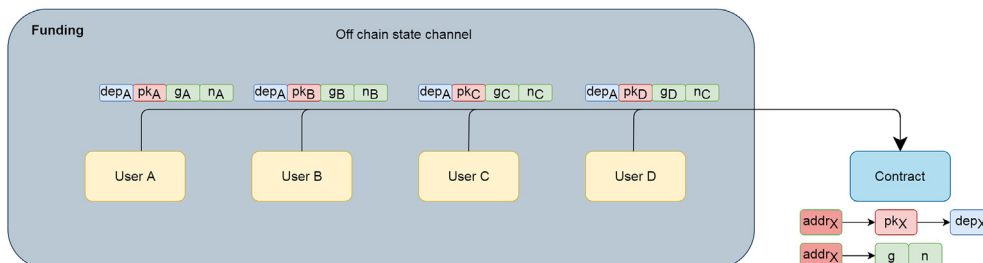 Funding
Off chain state channel
depA pkA gA nA
depA pkB gB nB
depA pkC gC nC
depA pkD gD nC
User A
User B
User C
User D
Contract
addrX pkX depX
addrX g n